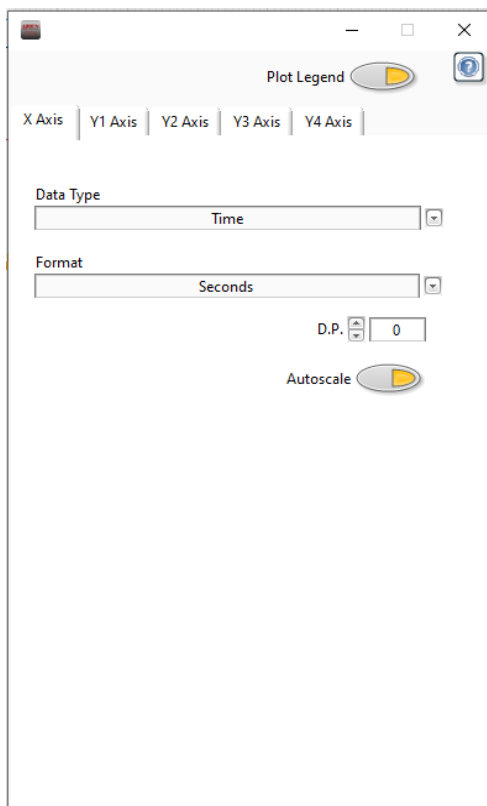 Plot Legend
X Axis Y1 Axis Y2 Axis Y3 Axis Y4 Axis
Data Type
Time
Format
Seconds
D.P. 0
Autoscale